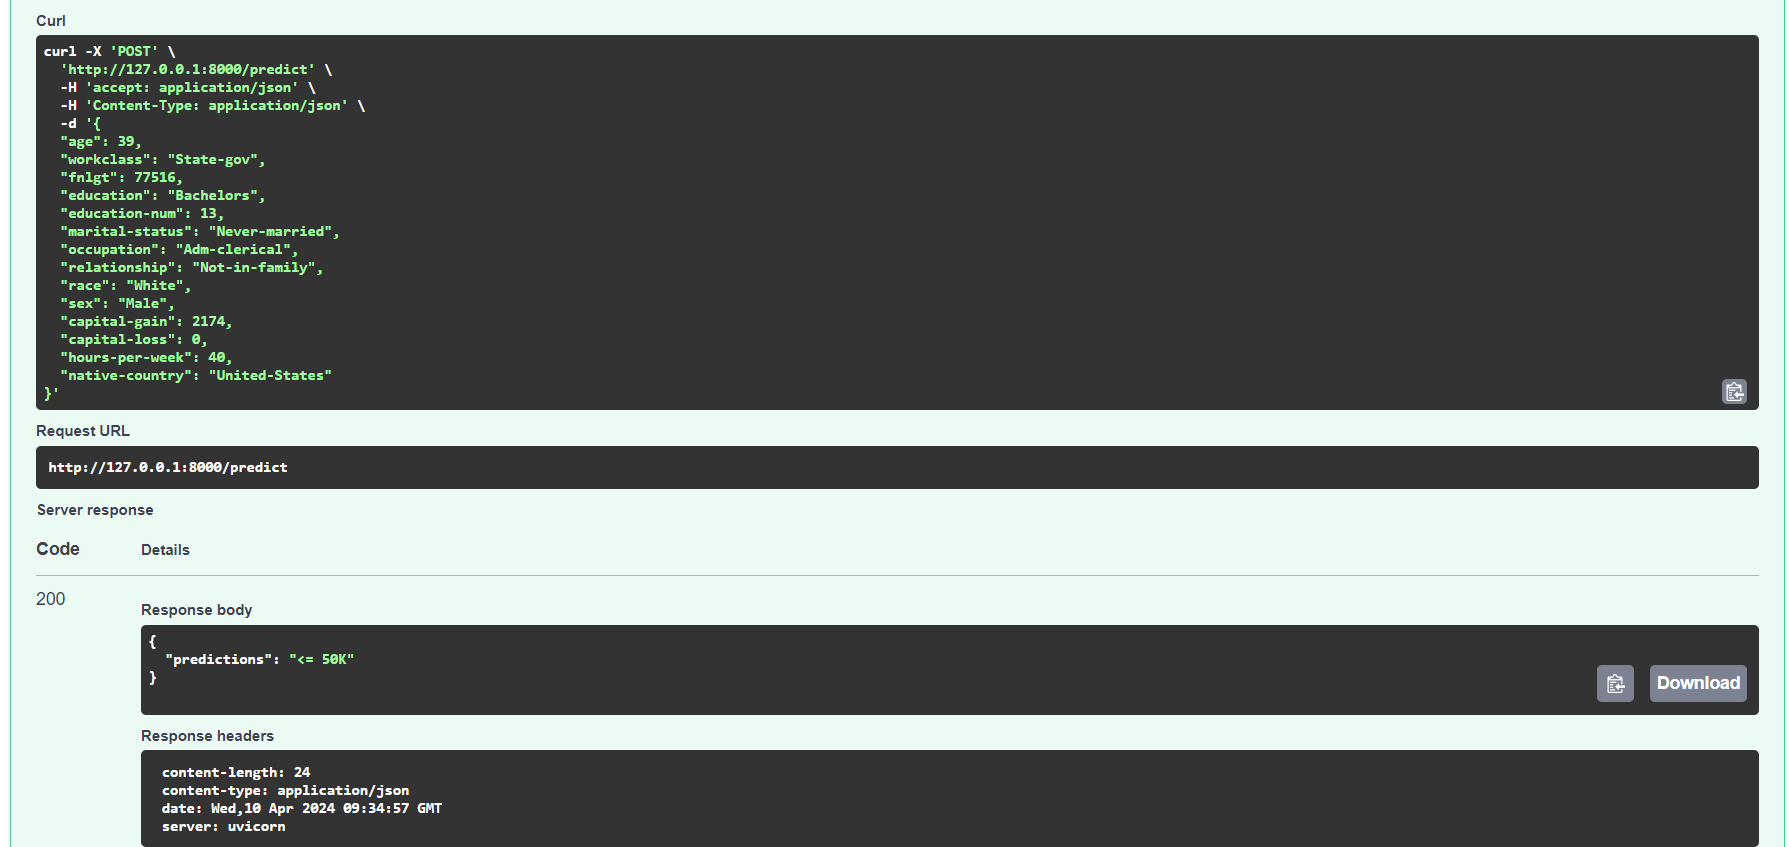 Curl
curl -X 'POST' \
'http://127.0.0.1:8000/predict' \
-H 'accept: application/json' \
-H 'Content-Type: application/json' \
-d '{
"age": 39,
"workclass": "State-gov",
"fnlgt": 77516,
"education": "Bachelors",
"education-num": 13,
"marital-status": "Never-married",
"occupation": "Adm-clerical",
"relationship": "Not-in-family",
"race": "White",
"sex": "Male",
"capital-gain": 2174,
"capital-loss": 0,
"hours-per-week": 40,
"native-country": "United-States"
}'
Request URL
http://127.0.0.1:8000/predict
Server response
Code Details
200
Response body
{
"predictions": "<= 50K"
}
Download
Response headers
content-length: 24
content-type: application/json
date: Wed,10 Apr 2024 09:34:57 GMT
server: uvicorn